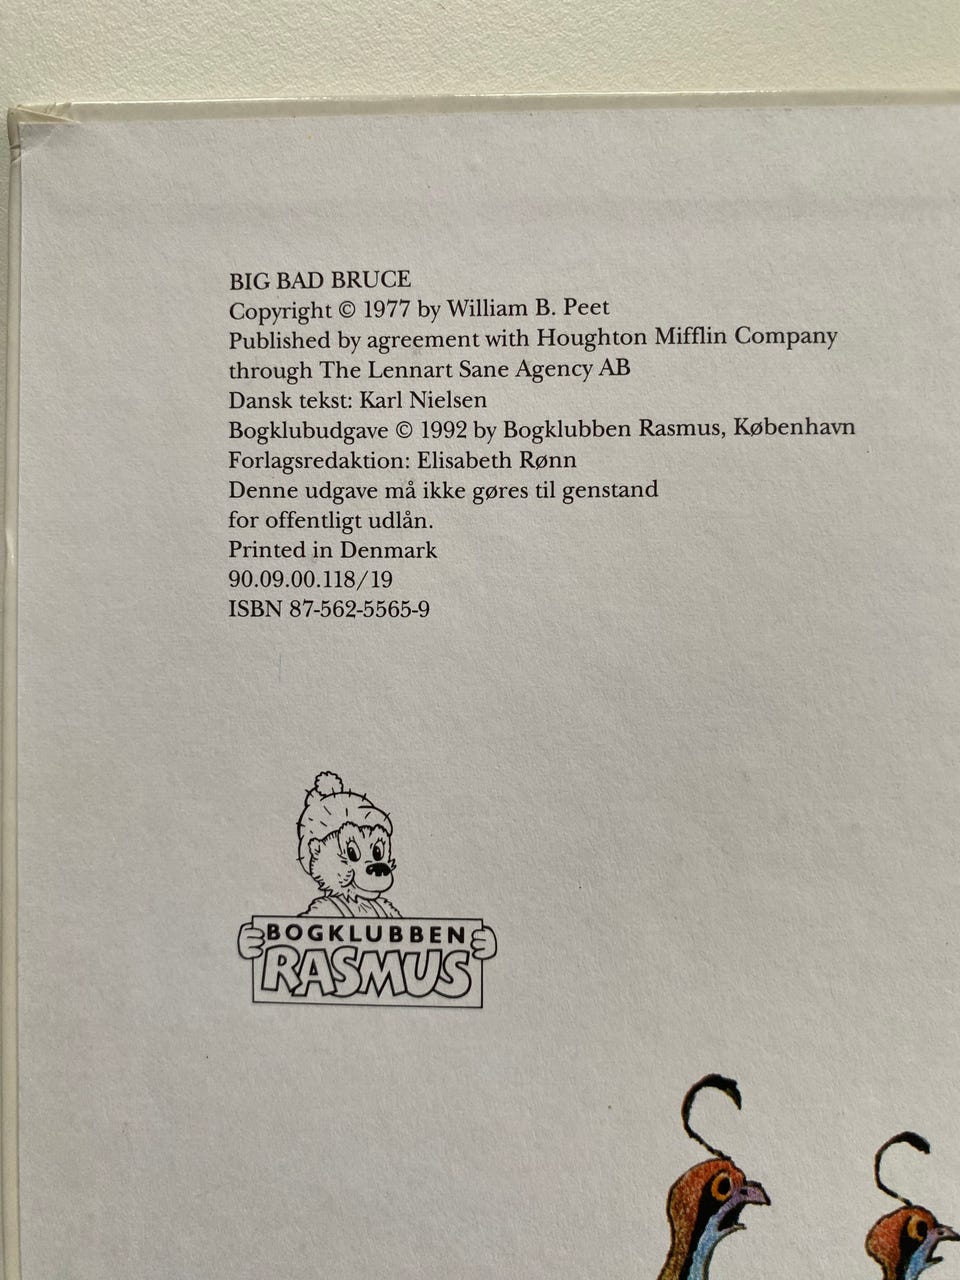 BIG BAD BRUCE
Copyright © 1977 by William B. Peet
Published by agreement with Houghton Mifflin Company
through The Lennart Sane Agency AB
Dansk tekst: Karl Nielsen
Bogklubudgave © 1992 by Bogklubben Rasmus, København
Forlagsredaktion: Elisabeth Rønn
Denne udgave må ikke gøres til genstand
for offentligt udlån.
Printed in Denmark
90.09.00.118/19
ISBN 87-562-5565-9
BOGKLUBBEN
RASMUS